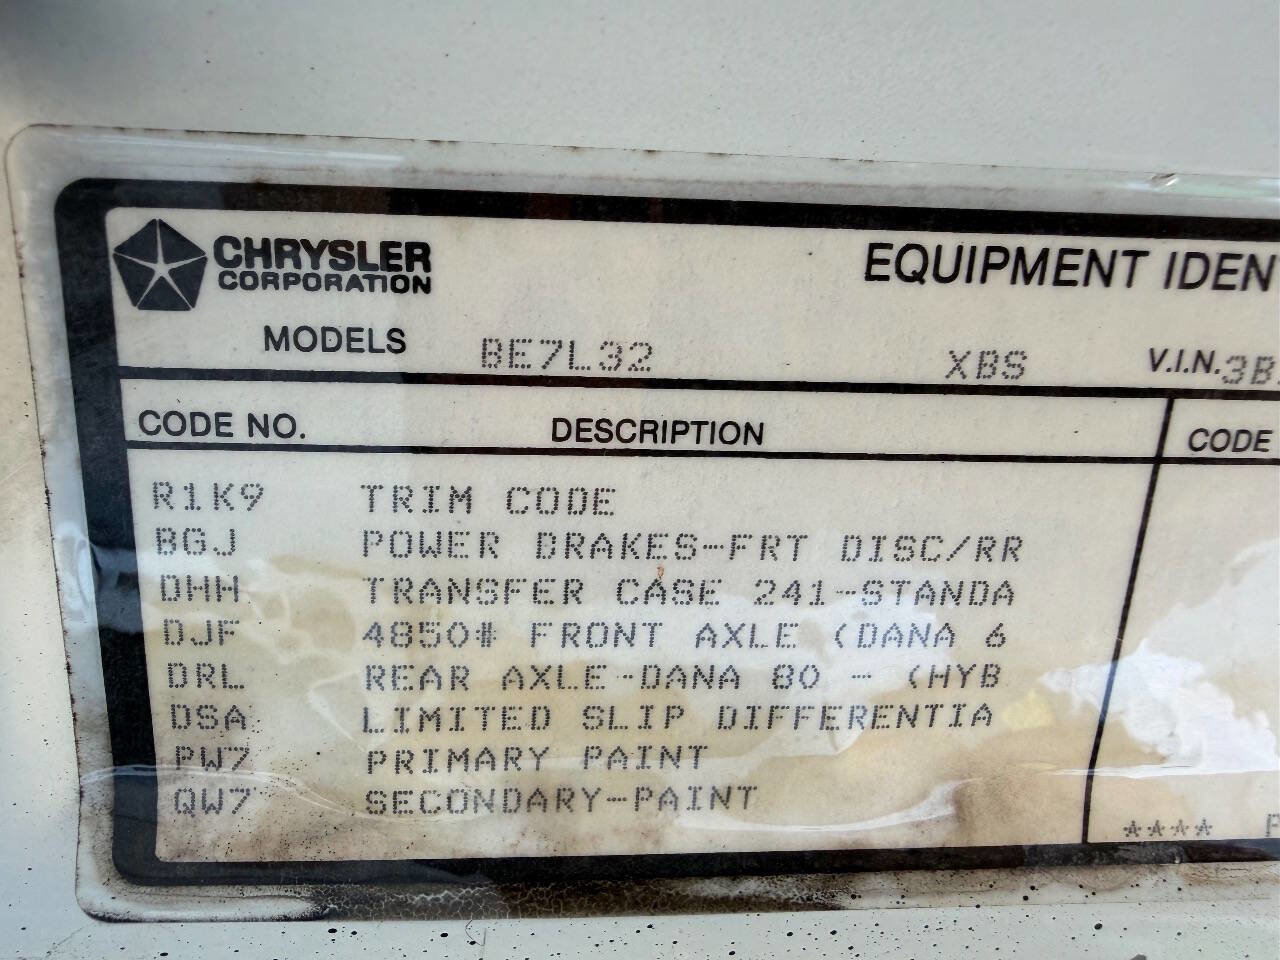 CHRYSLER
CORPORATION
EQUIPMENT IDEN
MODELS BE7L32 XBS V.I.N. 3B
CODE NO. DESCRIPTION CODE
R1K9 TRIM CODE
BGJ POWER BRAKES-FRT DISC/RR
DHH TRANSFER CASE 241-STANDA
DJF 4850# FRONT AXLE (DANA 6
DRL REAR AXLE-DANA 80 - (HYB
DSA LIMITED SLIP DIFFERENTIA
PW7 PRIMARY PAINT
QW7 SECONDARY-PAINT
****